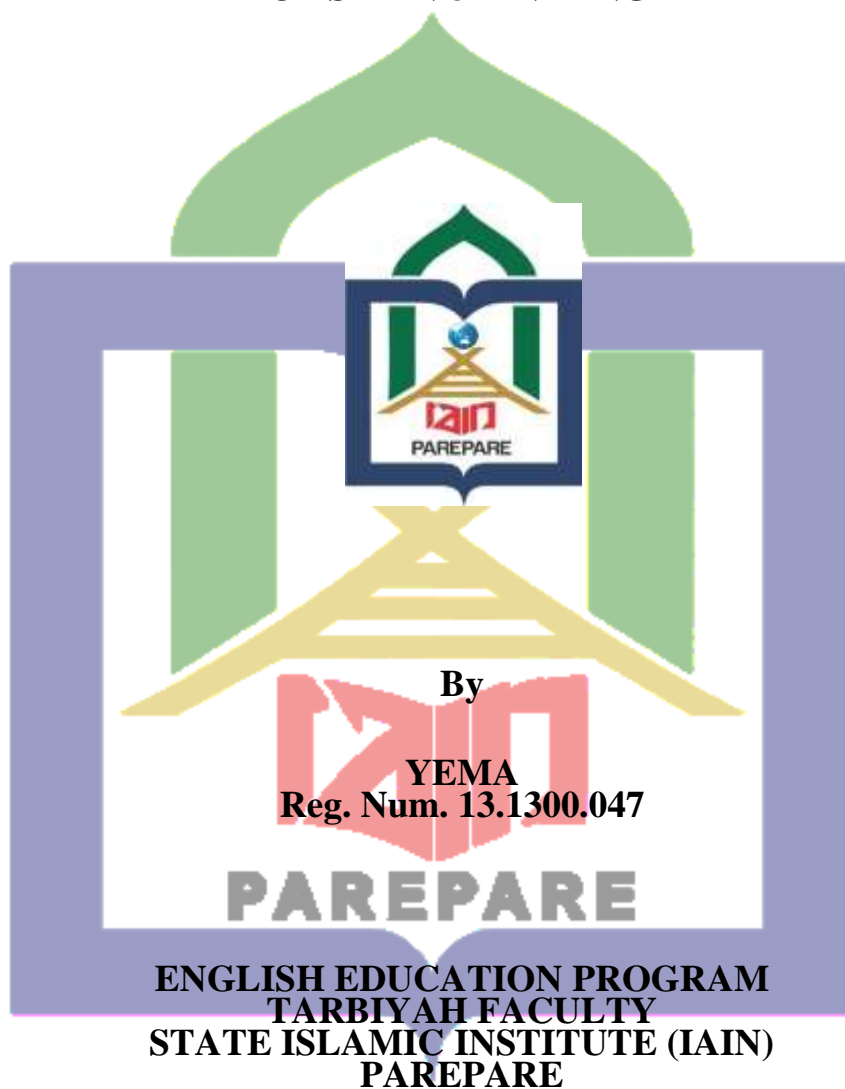 IAIN
PAREPARE
By
YEMA
Reg. Num. 13.1300.047
PAREPARE
ENGLISH EDUCATION PROGRAM
TARBIYAH FACULTY
STATE ISLAMIC INSTITUTE (IAIN)
PAREPARE